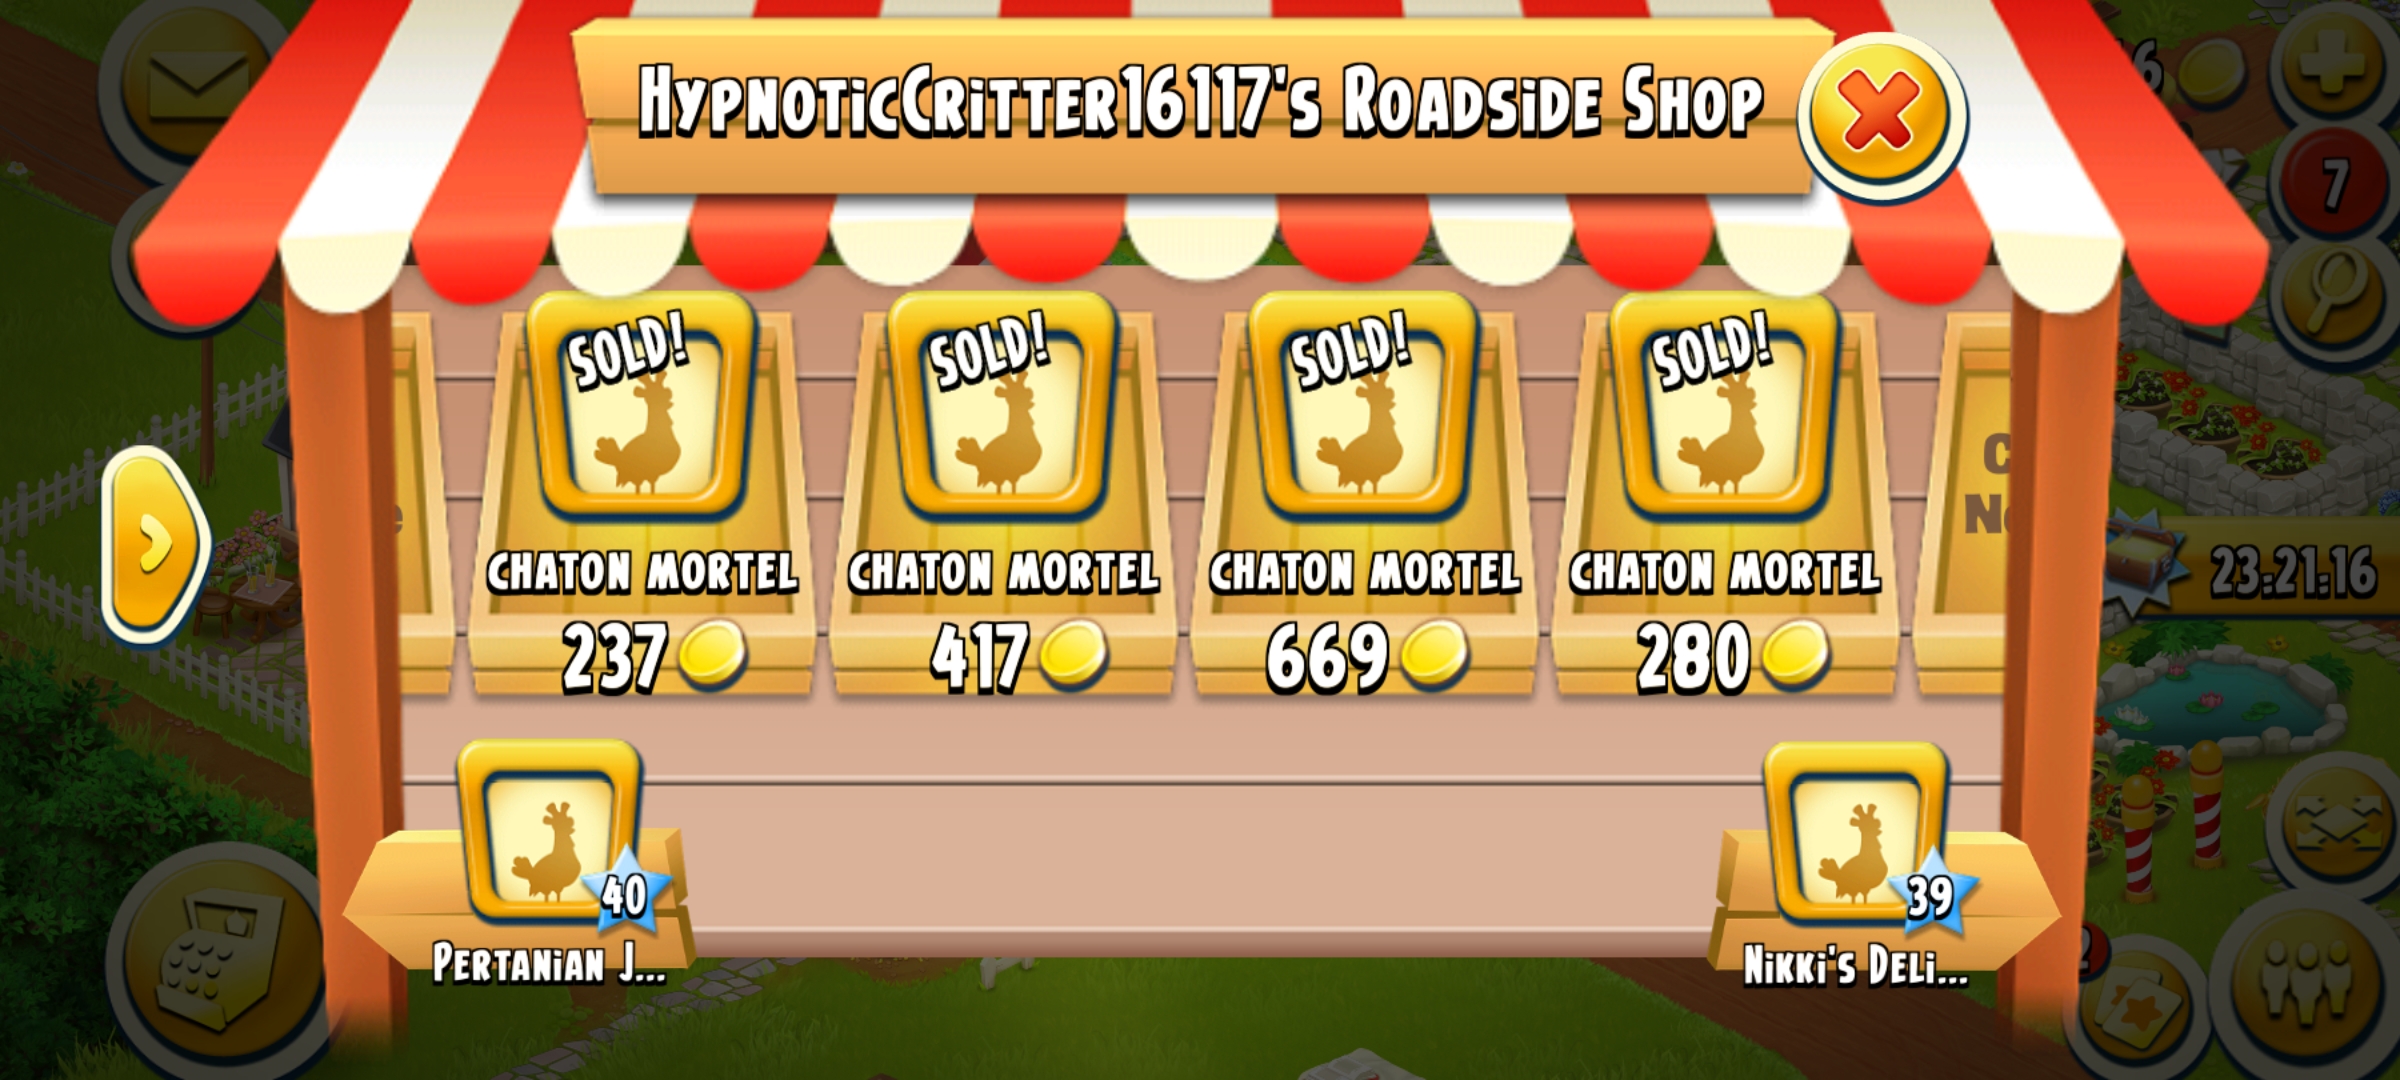 HypnoticCritter16117's Roadside Shop
7
SOLD!
SOLD!
SOLD!
SOLD!
CHATON MORTEL
CHATON MORTEL
CHATON MORTEL
CHATON MORTEL
23:21:16
237
417
669
280
40
39
Pertanian J...
Nikki's Deli...